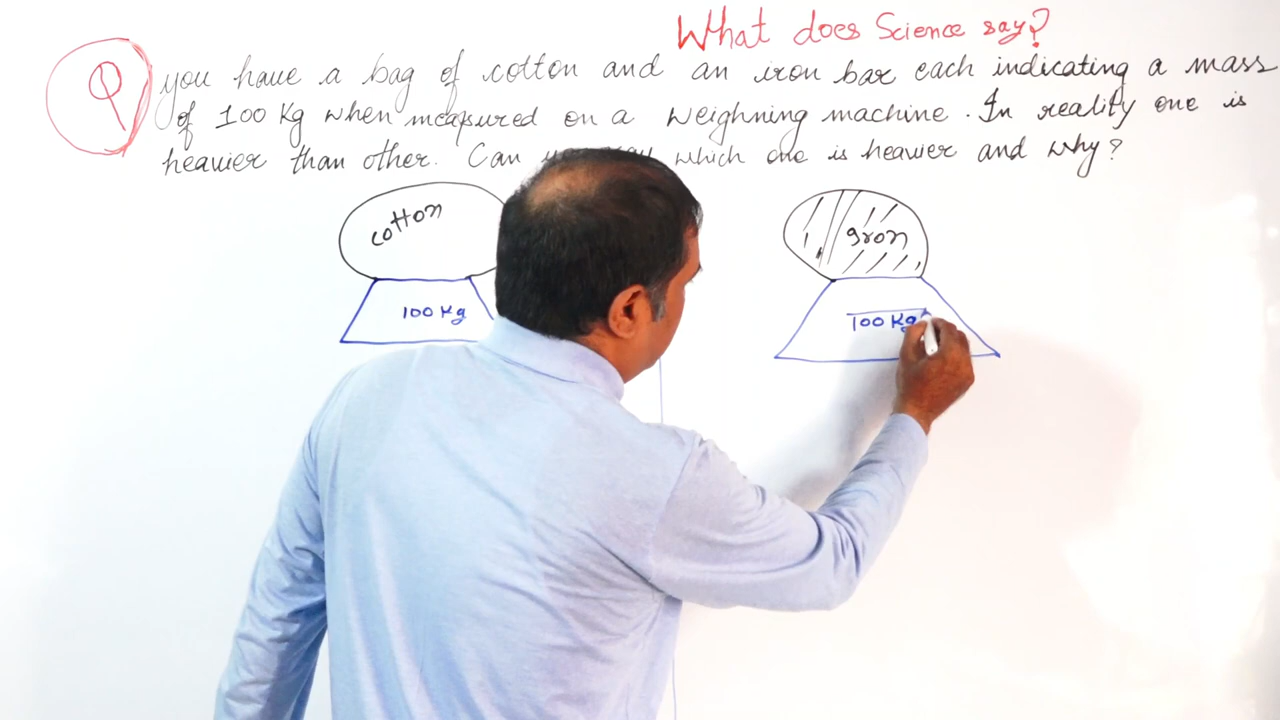 What does Science say?
Q
you have a bag of cotton and an iron bar each indicating a mass
of 100 Kg when measured on a weighning machine. In reality one is
heavier than other. Can which one is heavier and why?
cotton
iron
100 Kg
100 Kg